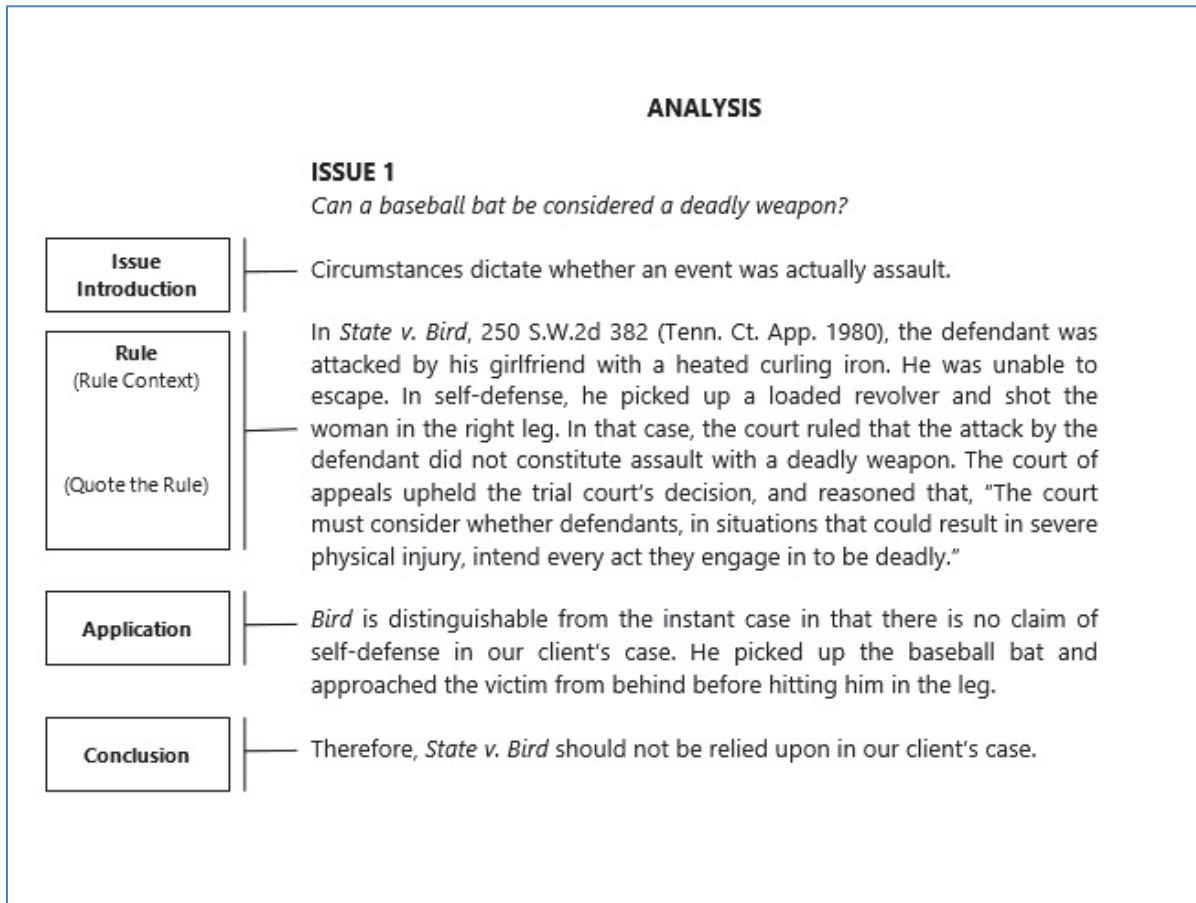 ANALYSIS
ISSUE 1
Can a baseball bat be considered a deadly weapon?
Issue
Introduction
Circumstances dictate whether an event was actually assault.
Rule
(Rule Context)
(Quote the Rule)
In State v. Bird, 250 S.W.2d 382 (Tenn. Ct. App. 1980), the defendant was
attacked by his girlfriend with a heated curling iron. He was unable to
escape. In self-defense, he picked up a loaded revolver and shot the
woman in the right leg. In that case, the court ruled that the attack by the
defendant did not constitute assault with a deadly weapon. The court of
appeals upheld the trial court's decision, and reasoned that, "The court
must consider whether defendants, in situations that could result in severe
physical injury, intend every act they engage in to be deadly."
Application
Bird is distinguishable from the instant case in that there is no claim of
self-defense in our client's case. He picked up the baseball bat and
approached the victim from behind before hitting him in the leg.
Conclusion
Therefore, State v. Bird should not be relied upon in our client's case.